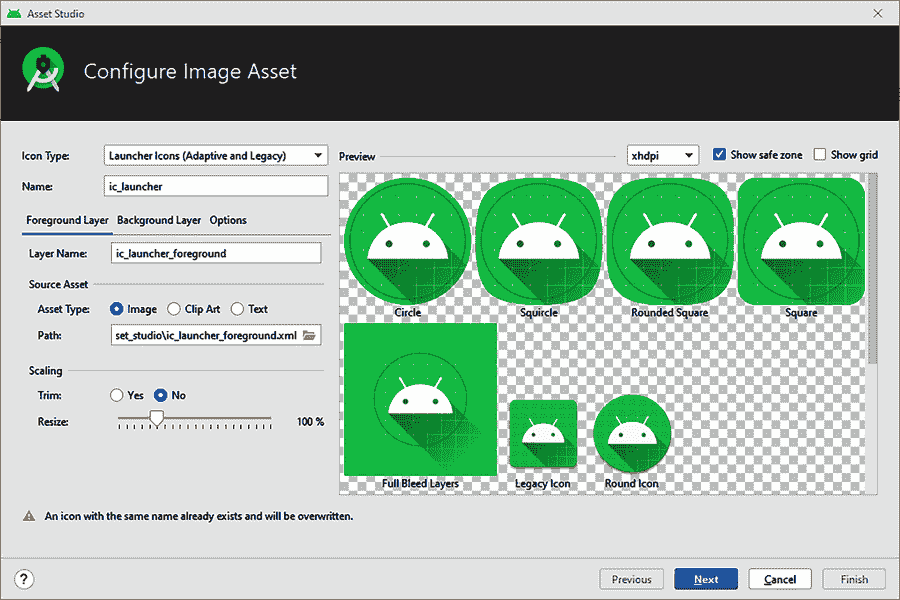 Asset Studio
Configure Image Asset
Icon Type: Launcher Icons (Adaptive and Legacy)
Name: ic_launcher
Foreground Layer Background Layer Options
Layer Name: ic_launcher_foreground
Source Asset
Asset Type: Image Clip Art Text
Path: set_studio\ic_launcher_foreground.xml
Scaling
Trim: Yes No
Resize: 100 %
Preview xhdpi Show safe zone Show grid
Circle Squircle Rounded Square Square
Full Bleed Layers Legacy Icon Round Icon
An icon with the same name already exists and will be overwritten.
? Previous Next Cancel Finish